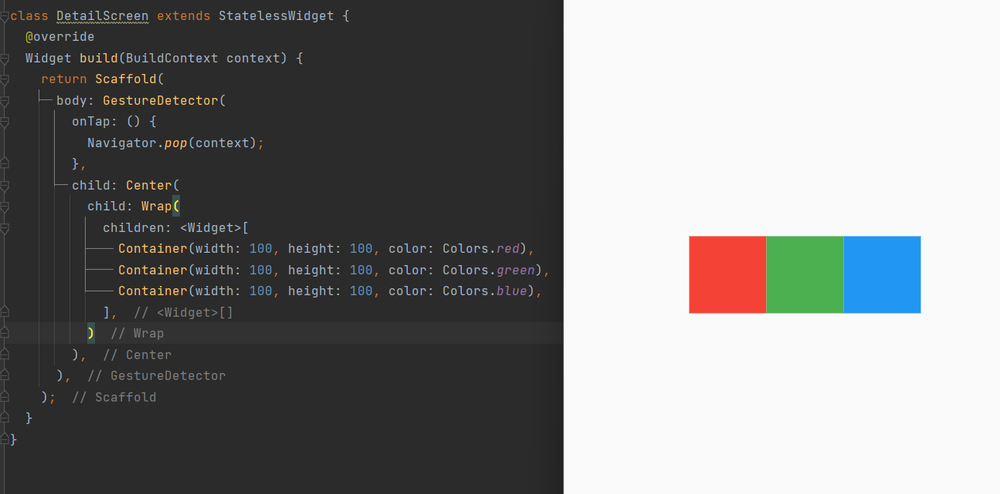 class DetailScreen extends StatelessWidget {
  @override
  Widget build(BuildContext context) {
    return Scaffold(
      body: GestureDetector(
        onTap: () {
          Navigator.pop(context);
        },
        child: Center(
          child: Wrap(
            children: <Widget>[
              Container(width: 100, height: 100, color: Colors.red),
              Container(width: 100, height: 100, color: Colors.green),
              Container(width: 100, height: 100, color: Colors.blue),
            ],  // <Widget>[]
          )  // Wrap
        ),  // Center
      ),  // GestureDetector
    );  // Scaffold
  }
}